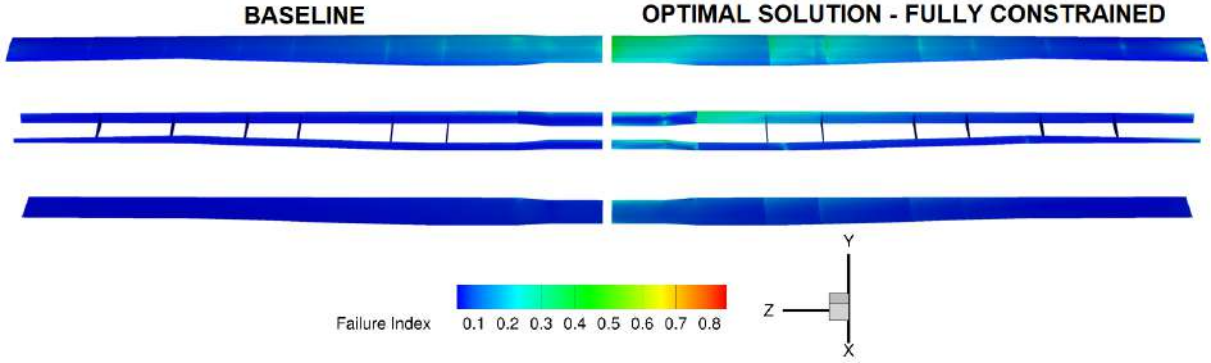 BASELINE
OPTIMAL SOLUTION - FULLY CONSTRAINED
Y
Z
X
Failure Index 0.1 0.2 0.3 0.4 0.5 0.6 0.7 0.8